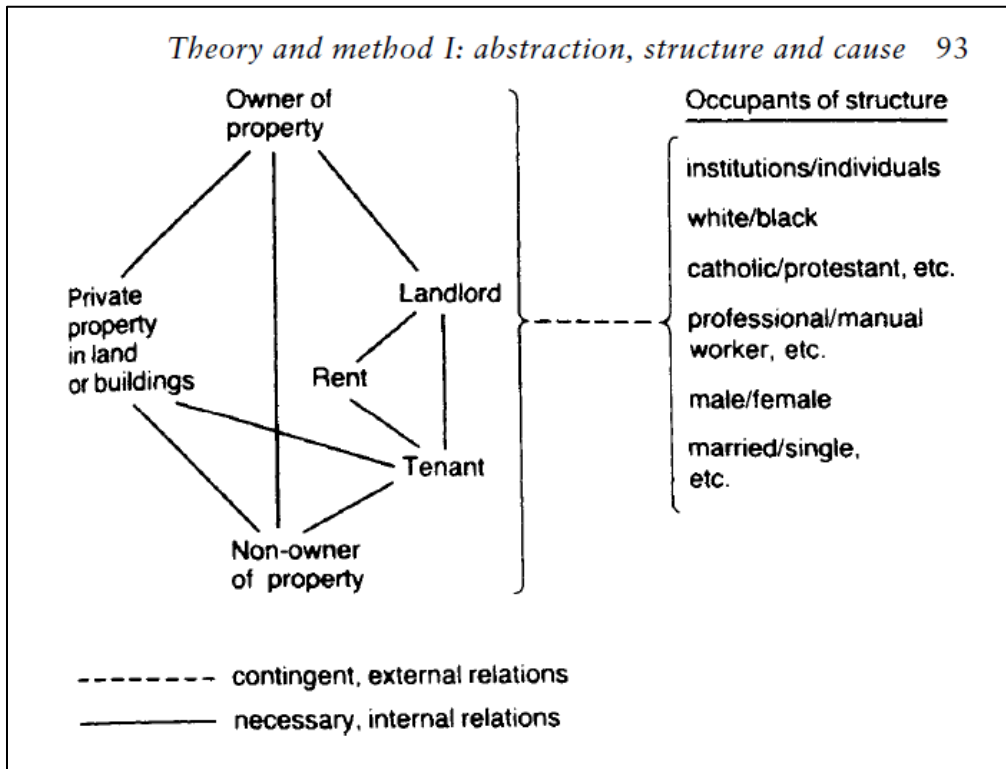 Theory and method I: abstraction, structure and cause 93
Owner of
property
Private
property
in land
or buildings
Landlord
Rent
Tenant
Non-owner
of property
Occupants of structure
institutions/individuals
white/black
catholic/protestant, etc.
professional/manual
worker, etc.
male/female
married/single,
etc.
contingent, external relations
necessary, internal relations